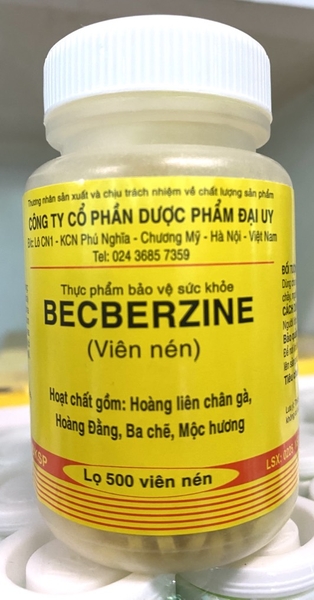 Thương nhân sản xuất và chịu trách nhiệm về chất lượng sản phẩm
CÔNG TY CỔ PHẦN DƯỢC PHẨM ĐẠI UY
Đ/c: Lô CN1 - KCN Phú Nghĩa - Chương Mỹ - Hà Nội - Việt Nam
Tel: 024 3685 7359
Thực phẩm bảo vệ sức khỏe
BECBERZINE
(Viên nén)
Hoạt chất gồm: Hoàng liên chân gà,
Hoàng Đằng, Ba chẽ, Mộc hương
Lọ 500 viên nén
SP
LSX: